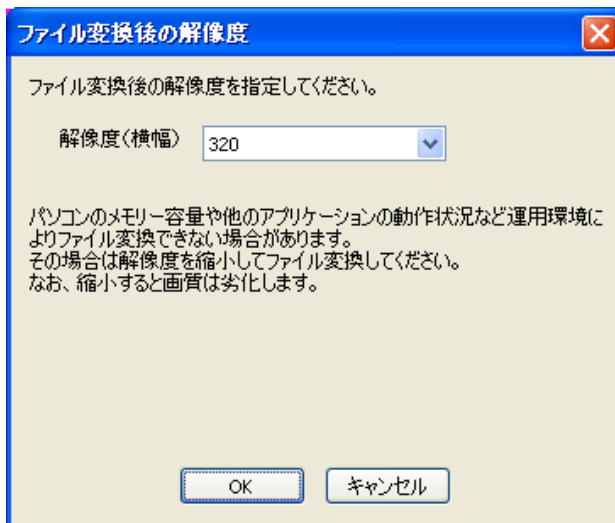 ファイル変換後の解像度
ファイル変換後の解像度を指定してください。
解像度(横幅) 320
パソコンのメモリー容量や他のアプリケーションの動作状況など運用環境に
よりファイル変換できない場合があります。
その場合は解像度を縮小してファイル変換してください。
なお、縮小すると画質は劣化します。
OK キャンセル